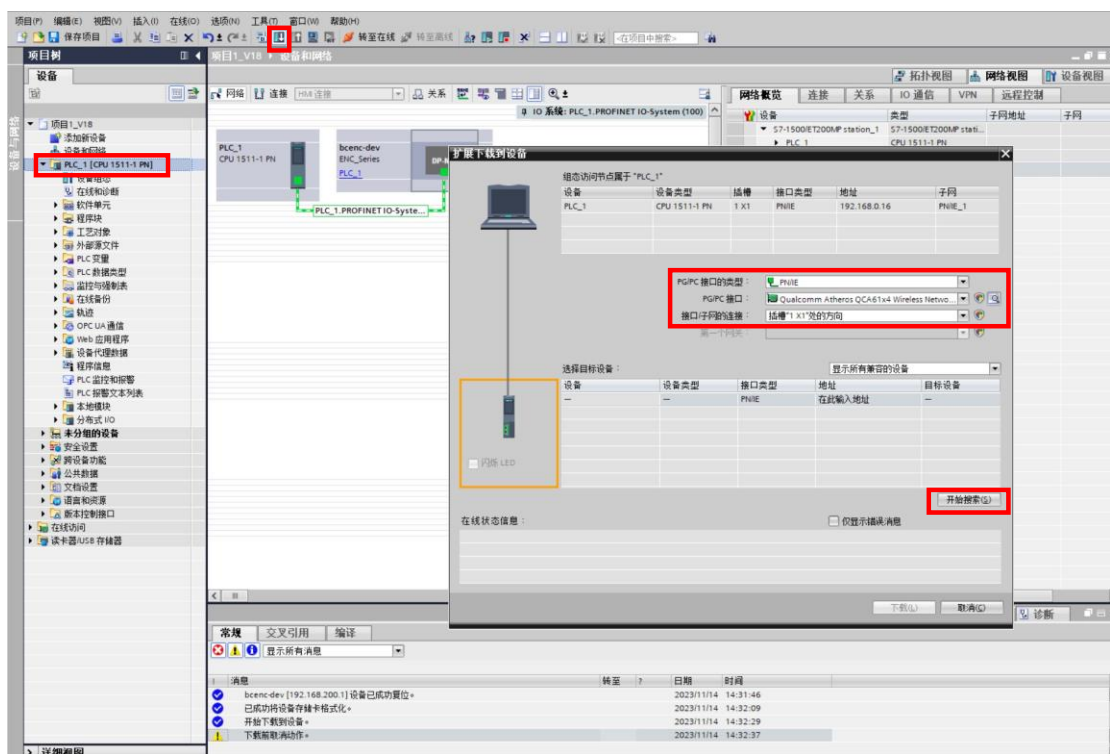 项目(P) 编辑(E) 视图(V) 插入(I) 在线(O) 选项(N) 工具(T) 窗口(W) 帮助(H)
保存项目 转至在线 转至离线 <在项目中搜索>
项目树
项目1_V18 设备和网络
设备
拓扑视图 网络视图 设备视图
网络 连接 HMI 连接 关系
网络概览 连接 关系 IO 通信 VPN 远程控制
IO 系统: PLC_1.PROFINET IO-System (100)
设备 类型 子网地址 子网
S7-1500/ET200MP station_1 S7-1500/ET200MP stati...
PLC_1 CPU 1511-1 PN
设备与网络
项目1_V18
添加新设备
设备和网络
PLC_1 [CPU 1511-1 PN]
设备组态
在线和诊断
软件单元
程序块
工艺对象
外部源文件
PLC 变量
PLC 数据类型
监控与强制表
在线备份
轨迹
OPC UA 通信
Web 应用程序
设备代理数据
程序信息
PLC 监控和报警
PLC 报警文本列表
本地模块
分布式 I/O
未分组的设备
安全设置
跨设备功能
公共数据
文档设置
语言和资源
版本控制接口
在线访问
读卡器/USB 存储器
详细视图
PLC_1
CPU 1511-1 PN
bcenc-dev
ENC_Series
PLC_1
PLC_1.PROFINET IO-Syste...
扩展下载到设备
组态访问节点属于 "PLC_1"
设备 设备类型 插槽 接口类型 地址 子网
PLC_1 CPU 1511-1 PN 1 X1 PN/IE 192.168.0.16 PN/IE_1
PG/PC 接口的类型: PN/IE
PG/PC 接口: Qualcomm Atheros QCA61x4 Wireless Netwo...
接口/子网的连接: 插槽"1 X1"处的方向
第一个网关:
选择目标设备: 显示所有兼容的设备
设备 设备类型 接口类型 地址 目标设备
— — PN/IE 在此输入地址 —
闪烁 LED
开始搜索(S)
在线状态信息: 仅显示错误消息
下载(L) 取消(C)
诊断
常规 交叉引用 编译
显示所有消息
! 消息 转至 ? 日期 时间
bcenc-dev [192.168.200.1] 设备已成功复位。 2023/11/14 14:31:46
已成功将设备存储卡格式化。 2023/11/14 14:32:09
开始下载到设备。 2023/11/14 14:32:29
下载前取消动作。 2023/11/14 14:32:37